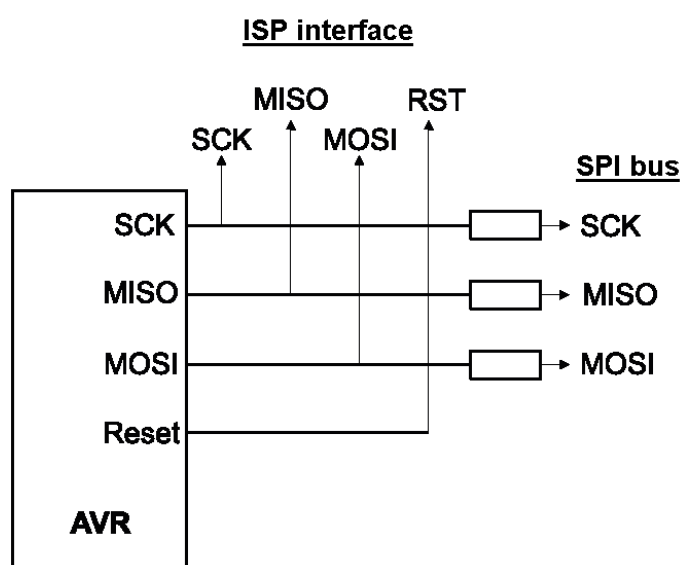 ISP interface
MISO RST
SCK MOSI
SPI bus
SCK SCK
MISO MISO
MOSI MOSI
Reset
AVR